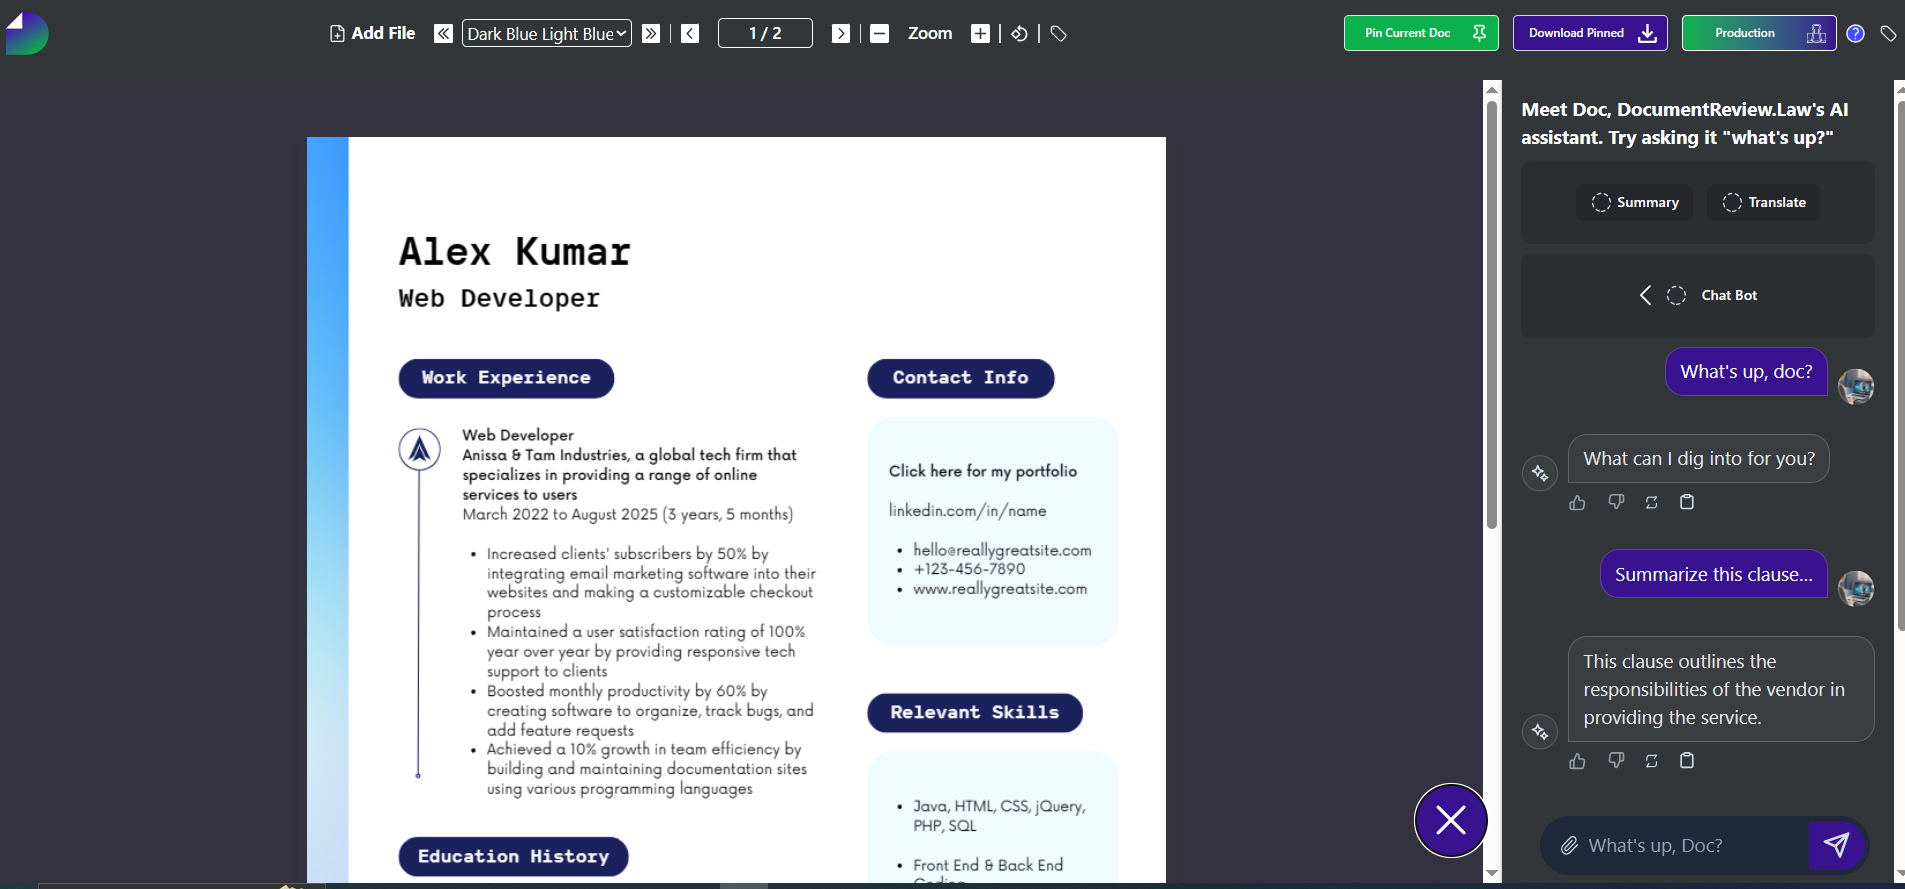 Add File
Dark Blue Light Blue
1 / 2
Zoom
Pin Current Doc
Download Pinned
Production
?
Alex Kumar
Web Developer
Work Experience
Web Developer
Anissa & Tam Industries, a global tech firm that
specializes in providing a range of online
services to users
March 2022 to August 2025 (3 years, 5 months)
• Increased clients' subscribers by 50% by
integrating email marketing software into their
websites and making a customizable checkout
process
• Maintained a user satisfaction rating of 100%
year over year by providing responsive tech
support to clients
• Boosted monthly productivity by 60% by
creating software to organize, track bugs, and
add feature requests
• Achieved a 10% growth in team efficiency by
building and maintaining documentation sites
using various programming languages
Education History
Contact Info
Click here for my portfolio
linkedin.com/in/name
• hello@reallygreatsite.com
• +123-456-7890
• www.reallygreatsite.com
Relevant Skills
• Java, HTML, CSS, jQuery,
PHP, SQL
• Front End & Back End
Coding
Meet Doc, DocumentReview.Law's AI
assistant. Try asking it "what's up?"
Summary
Translate
Chat Bot
What's up, doc?
What can I dig into for you?
Summarize this clause...
This clause outlines the
responsibilities of the vendor in
providing the service.
What's up, Doc?